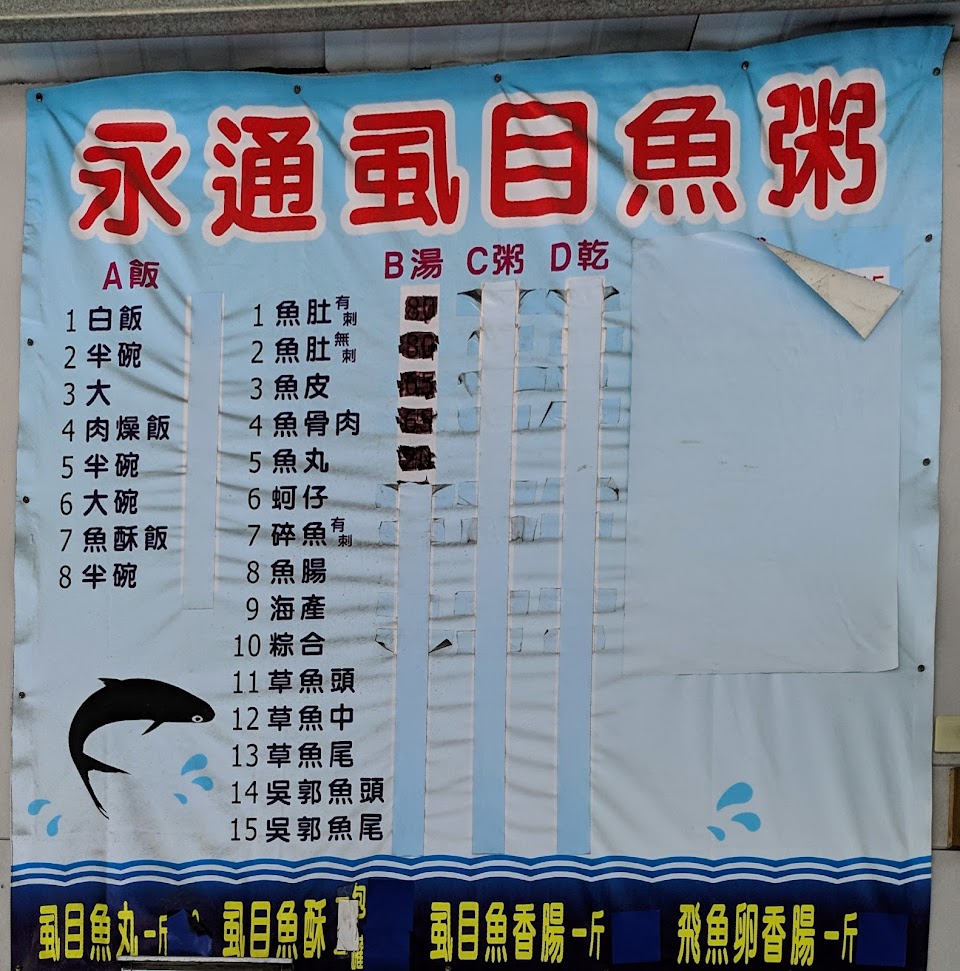 永通虱目魚粥
A飯
1 白飯
2 半碗
3 大
4 肉燥飯
5 半碗
6 大碗
7 魚酥飯
8 半碗
B湯 C粥 D乾
1 魚肚有刺
2 魚肚無刺
3 魚皮
4 魚骨肉
5 魚丸
6 蚵仔
7 碎魚有刺
8 魚腸
9 海產
10 粽合
11 草魚頭
12 草魚中
13 草魚尾
14 吳郭魚頭
15 吳郭魚尾
虱目魚丸一斤
虱目魚酥 包
虱目魚香腸一斤
飛魚卵香腸一斤